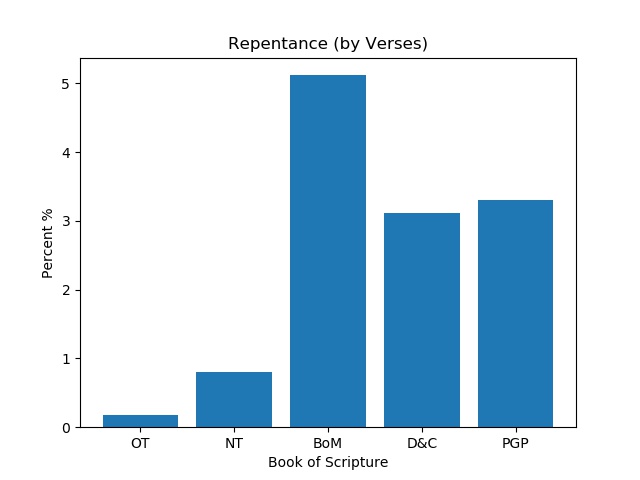 Repentance (by Verses)
5
4
3
2
1
0
Percent %
OT NT BoM D&C PGP
Book of Scripture